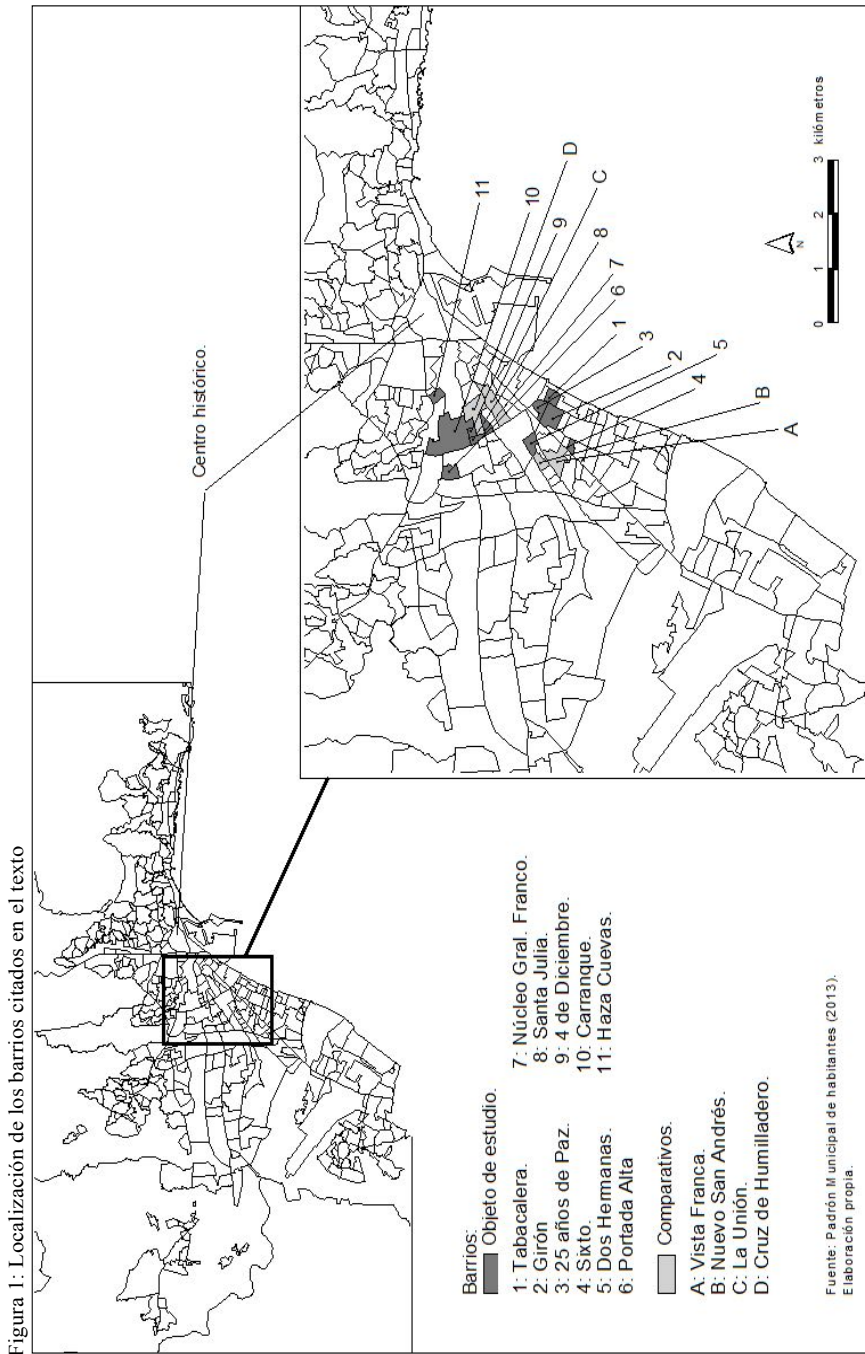 Figura 1: Localización de los barrios citados en el texto
Centro histórico.
11
10
D
9
C
8
7
6
1
3
2
5
4
B
A
N
0 1 2 3 kilómetros
Barrios:
Objeto de estudio.
1: Tabacalera.
2: Girón
3: 25 años de Paz.
4: Sixto.
5: Dos Hermanas.
6: Portada Alta
7: Núcleo Gral. Franco.
8: Santa Julia.
9: 4 de Diciembre.
10: Carranque.
11: Haza Cuevas.
Comparativos.
A: Vista Franca.
B: Nuevo San Andrés.
C: La Unión.
D: Cruz de Humilladero.
Fuente: Padrón Municipal de habitantes (2013).
Elaboración propia.